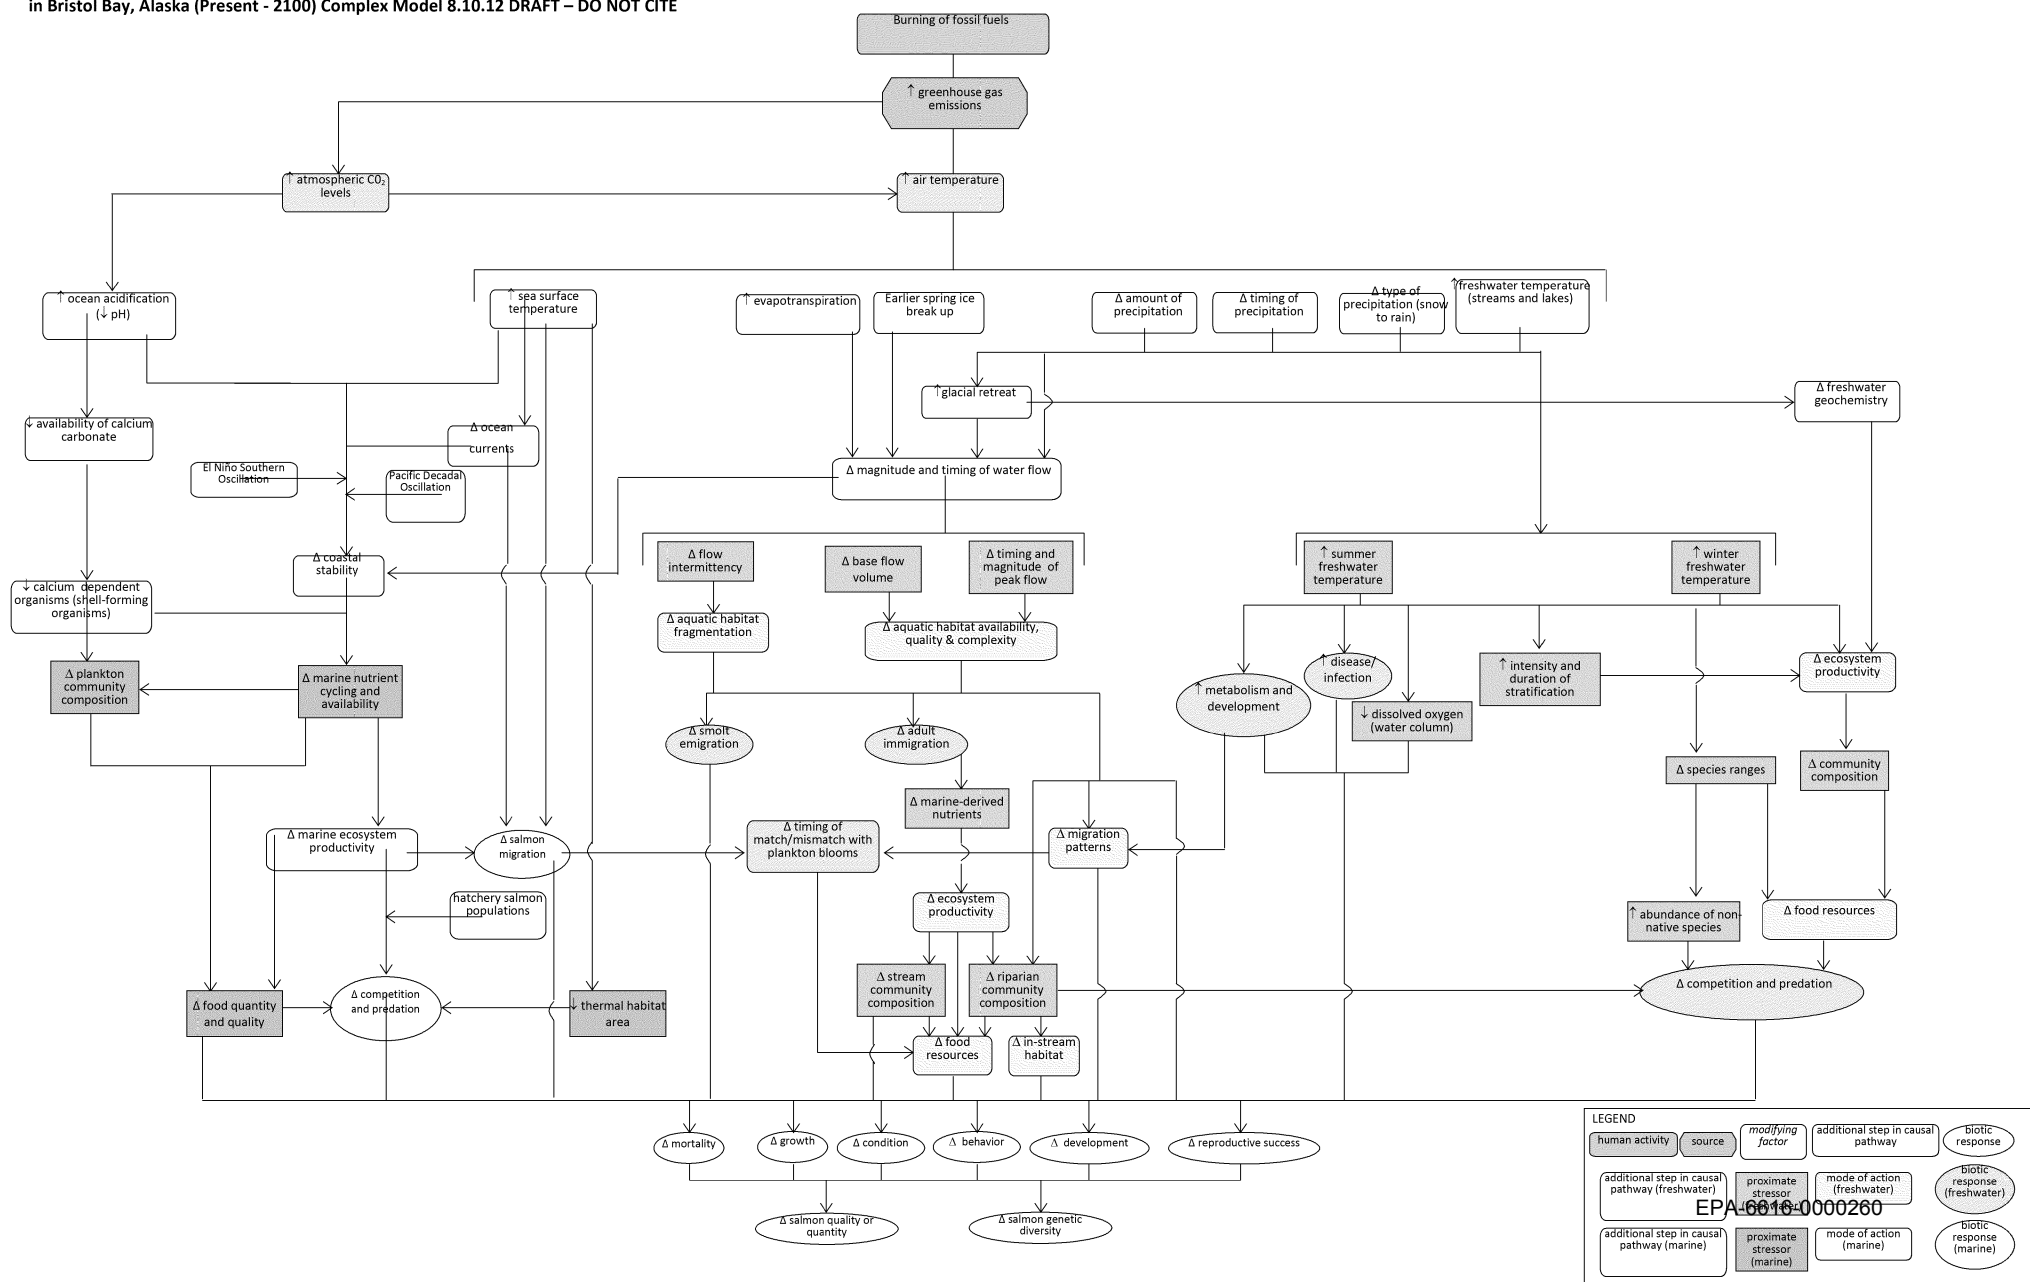 in Bristol Bay, Alaska (Present - 2100) Complex Model 8.10.12 DRAFT – DO NOT CITE
Burning of fossil fuels
↑ greenhouse gas
emissions
↑ atmospheric C0₂
levels
↑ air temperature
↑ ocean acidification
(↓ pH)
↑ sea surface
temperature
↑ evapotranspiration
Earlier spring ice
break up
Δ amount of
precipitation
Δ timing of
precipitation
Δ type of
precipitation (snow
to rain)
↑freshwater temperature
(streams and lakes)
↑glacial retreat
Δ freshwater
geochemistry
↓ availability of calcium
carbonate
Δ ocean
currents
El Niño Southern
Oscillation
Pacific Decadal
Oscillation
Δ magnitude and timing of water flow
Δ coastal
stability
Δ flow
intermittency
Δ base flow
volume
Δ timing and
magnitude of
peak flow
↑ summer
freshwater
temperature
↑ winter
freshwater
temperature
↓ calcium dependent
organisms (shell-forming
organisms)
Δ aquatic habitat
fragmentation
Δ aquatic habitat availability,
quality & complexity
Δ plankton
community
composition
Δ marine nutrient
cycling and
availability
↑ metabolism and
development
↑ disease/
infection
↓ dissolved oxygen
(water column)
↑ intensity and
duration of
stratification
Δ ecosystem
productivity
Δ smolt
emigration
Δ adult
immigration
Δ species ranges
Δ community
composition
Δ marine-derived
nutrients
Δ marine ecosystem
productivity
Δ salmon
migration
Δ timing of
match/mismatch with
plankton blooms
Δ migration
patterns
hatchery salmon
populations
Δ ecosystem
productivity
↑ abundance of non-
native species
Δ food resources
Δ food quantity
and quality
Δ competition
and predation
↓ thermal habitat
area
Δ stream
community
composition
Δ riparian
community
composition
Δ competition and predation
Δ food
resources
Δ in-stream
habitat
Δ mortality
Δ growth
Δ condition
Δ behavior
Δ development
Δ reproductive success
Δ salmon quality or
quantity
Δ salmon genetic
diversity
LEGEND
human activity
source
modifying
factor
additional step in causal
pathway
biotic
response
additional step in causal
pathway (freshwater)
proximate
stressor
(freshwater)
mode of action
(freshwater)
biotic
response
(freshwater)
EPA-6616-0000260
additional step in causal
pathway (marine)
proximate
stressor
(marine)
mode of action
(marine)
biotic
response
(marine)